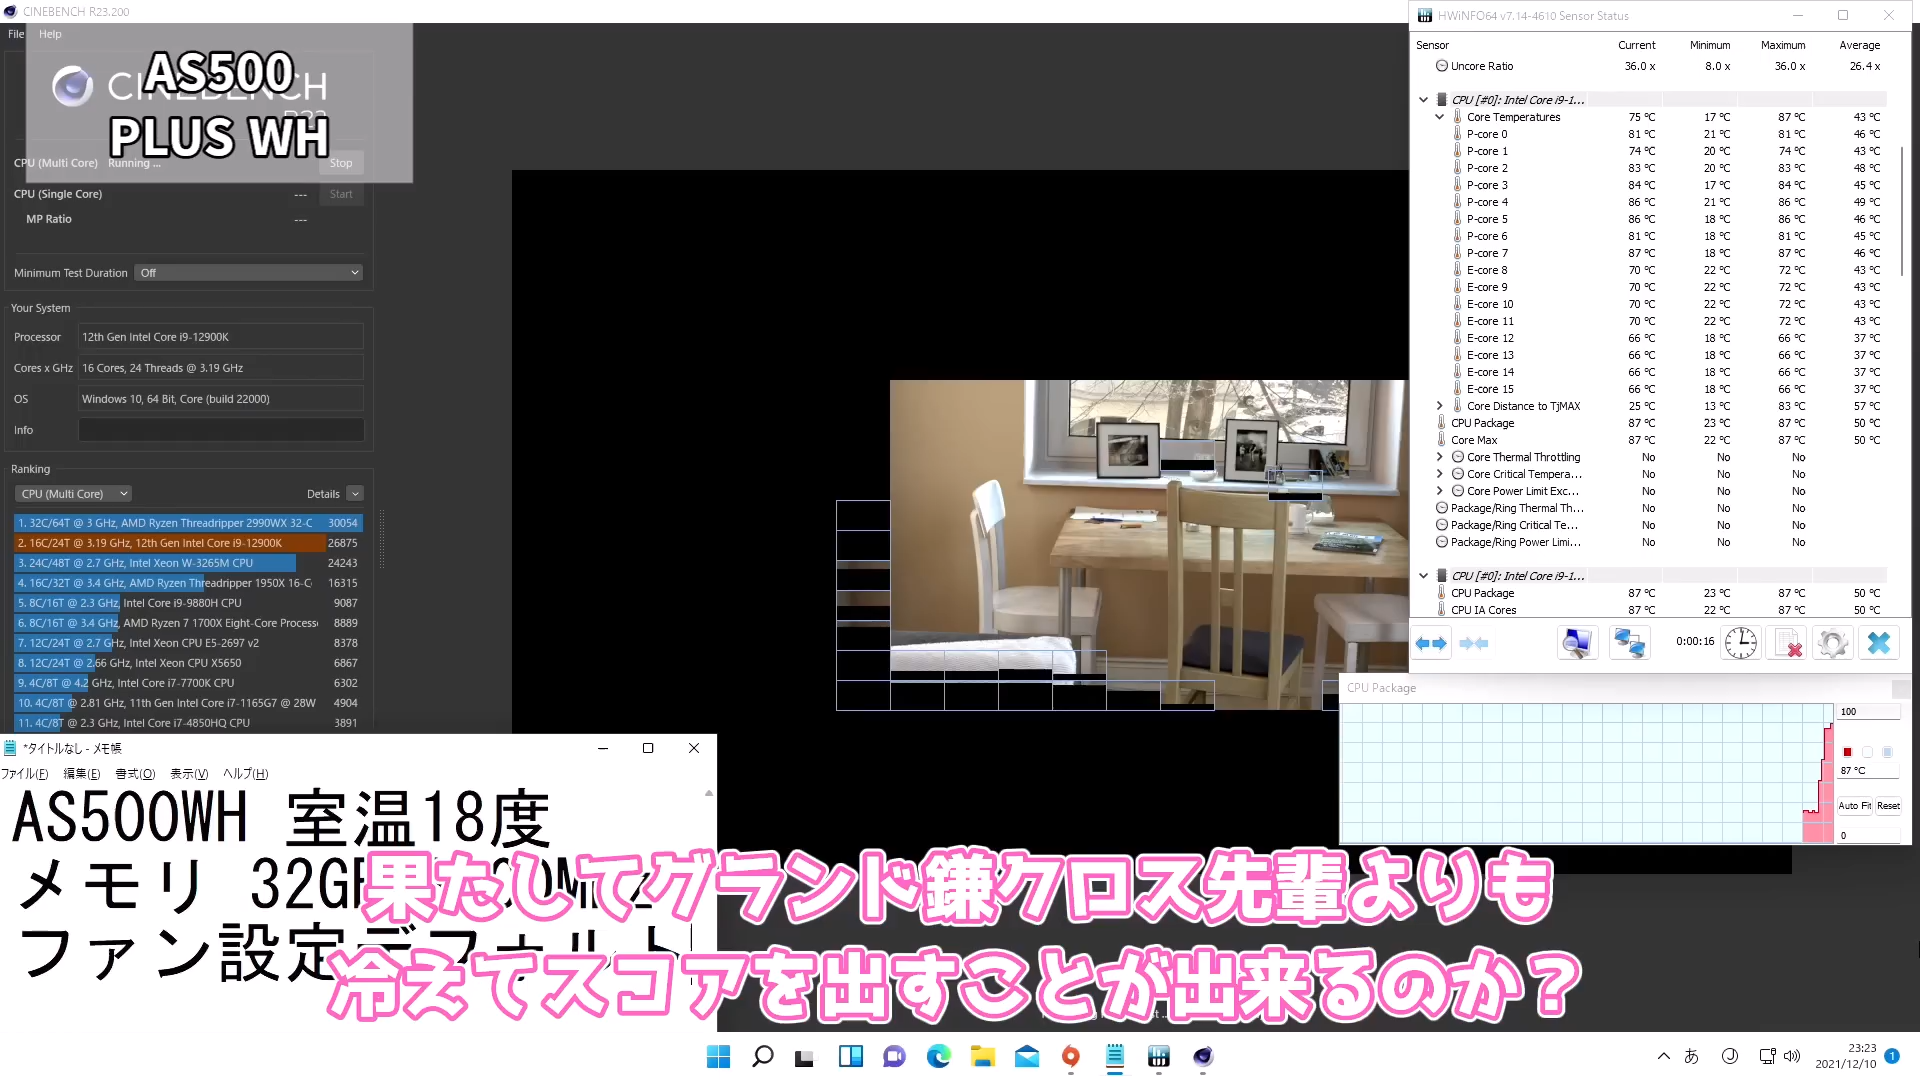 CINEBENCH R23.200
File Help
AS500
PLUS WH
CPU (Multi Core) Running ... Stop
CPU (Single Core) --- Start
MP Ratio ---
Minimum Test Duration Off
Your System
Processor 12th Gen Intel Core i9-12900K
Cores x GHz 16 Cores, 24 Threads @ 3.19 GHz
OS Windows 10, 64 Bit, Core (build 22000)
Info
Ranking
CPU (Multi Core) Details
1. 32C/64T @ 3 GHz, AMD Ryzen Threadripper 2990WX 32-C 30054
2. 16C/24T @ 3.19 GHz, 12th Gen Intel Core i9-12900K 26875
3. 24C/48T @ 2.7 GHz, Intel Xeon W-3265M CPU 24243
4. 16C/32T @ 3.4 GHz, AMD Ryzen Threadripper 1950X 16-C 16315
5. 8C/16T @ 2.3 GHz, Intel Core i9-9880H CPU 9087
6. 8C/16T @ 3.4 GHz, AMD Ryzen 7 1700X Eight-Core Process 8889
7. 12C/24T @ 2.7 GHz, Intel Xeon CPU E5-2697 v2 8378
8. 12C/24T @ 2.66 GHz, Intel Xeon CPU X5650 6867
9. 4C/8T @ 4.2 GHz, Intel Core i7-7700K CPU 6302
10. 4C/8T @ 2.81 GHz, 11th Gen Intel Core i7-1165G7 @ 28W 4904
11. 4C/8T @ 2.3 GHz, Intel Core i7-4850HQ CPU 3891
HWiNFO64 v7.14-4610 Sensor Status
Sensor Current Minimum Maximum Average
Uncore Ratio 36.0 x 8.0 x 36.0 x 26.4 x
CPU [#0]: Intel Core i9-1...
Core Temperatures 75 ℃ 17 ℃ 87 ℃ 43 ℃
P-core 0 81 ℃ 21 ℃ 81 ℃ 46 ℃
P-core 1 74 ℃ 20 ℃ 74 ℃ 43 ℃
P-core 2 83 ℃ 20 ℃ 83 ℃ 48 ℃
P-core 3 84 ℃ 17 ℃ 84 ℃ 45 ℃
P-core 4 86 ℃ 21 ℃ 86 ℃ 49 ℃
P-core 5 86 ℃ 18 ℃ 86 ℃ 46 ℃
P-core 6 81 ℃ 18 ℃ 81 ℃ 45 ℃
P-core 7 87 ℃ 18 ℃ 87 ℃ 46 ℃
E-core 8 70 ℃ 22 ℃ 72 ℃ 43 ℃
E-core 9 70 ℃ 22 ℃ 72 ℃ 43 ℃
E-core 10 70 ℃ 22 ℃ 72 ℃ 43 ℃
E-core 11 70 ℃ 22 ℃ 72 ℃ 43 ℃
E-core 12 66 ℃ 18 ℃ 66 ℃ 37 ℃
E-core 13 66 ℃ 18 ℃ 66 ℃ 37 ℃
E-core 14 66 ℃ 18 ℃ 66 ℃ 37 ℃
E-core 15 66 ℃ 18 ℃ 66 ℃ 37 ℃
Core Distance to TjMAX 25 ℃ 13 ℃ 83 ℃ 57 ℃
CPU Package 87 ℃ 23 ℃ 87 ℃ 50 ℃
Core Max 87 ℃ 22 ℃ 87 ℃ 50 ℃
Core Thermal Throttling No No No
Core Critical Tempera... No No No
Core Power Limit Exc... No No No
Package/Ring Thermal Th... No No No
Package/Ring Critical Te... No No No
Package/Ring Power Limi... No No No
CPU [#0]: Intel Core i9-1...
CPU Package 87 ℃ 23 ℃ 87 ℃ 50 ℃
CPU IA Cores 87 ℃ 22 ℃ 87 ℃ 50 ℃
0:00:16
CPU Package
100
87 ℃
Auto Fit Reset
0
*タイトルなし - メモ帳
ファイル(F) 編集(E) 書式(O) 表示(V) ヘルプ(H)
AS500WH 室温18度
メモリ 32G
ファン設定デフォルト
果たしてグランド鎌クロス先輩よりも
冷えてスコアを出すことが出来るのか?
あ 23:23
2021/12/10 1